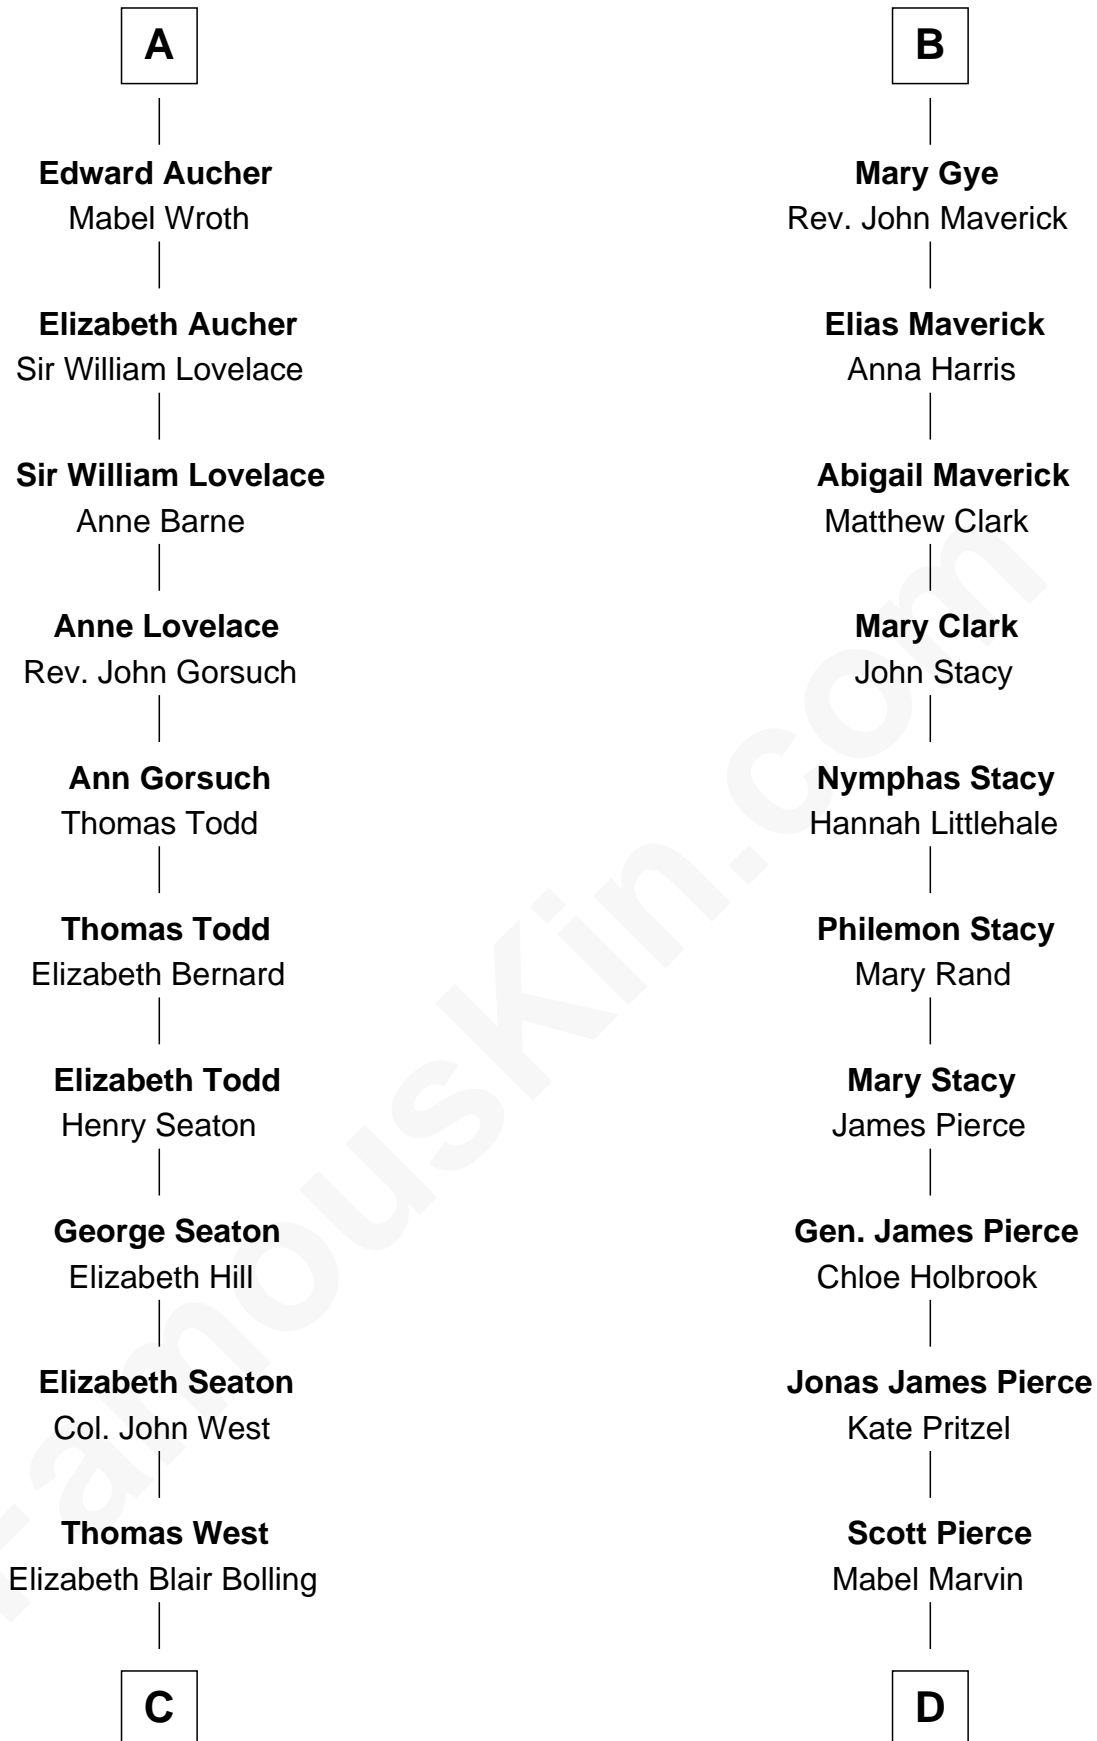 A
Edward Aucher
Mabel Wroth
Elizabeth Aucher
Sir William Lovelace
Sir William Lovelace
Anne Barne
Anne Lovelace
Rev. John Gorsuch
Ann Gorsuch
Thomas Todd
Thomas Todd
Elizabeth Bernard
Elizabeth Todd
Henry Seaton
George Seaton
Elizabeth Hill
Elizabeth Seaton
Col. John West
Thomas West
Elizabeth Blair Bolling
C
B
Mary Gye
Rev. John Maverick
Elias Maverick
Anna Harris
Abigail Maverick
Matthew Clark
Mary Clark
John Stacy
Nymphas Stacy
Hannah Littlehale
Philemon Stacy
Mary Rand
Mary Stacy
James Pierce
Gen. James Pierce
Chloe Holbrook
Jonas James Pierce
Kate Pritzel
Scott Pierce
Mabel Marvin
D
FamousKin.com